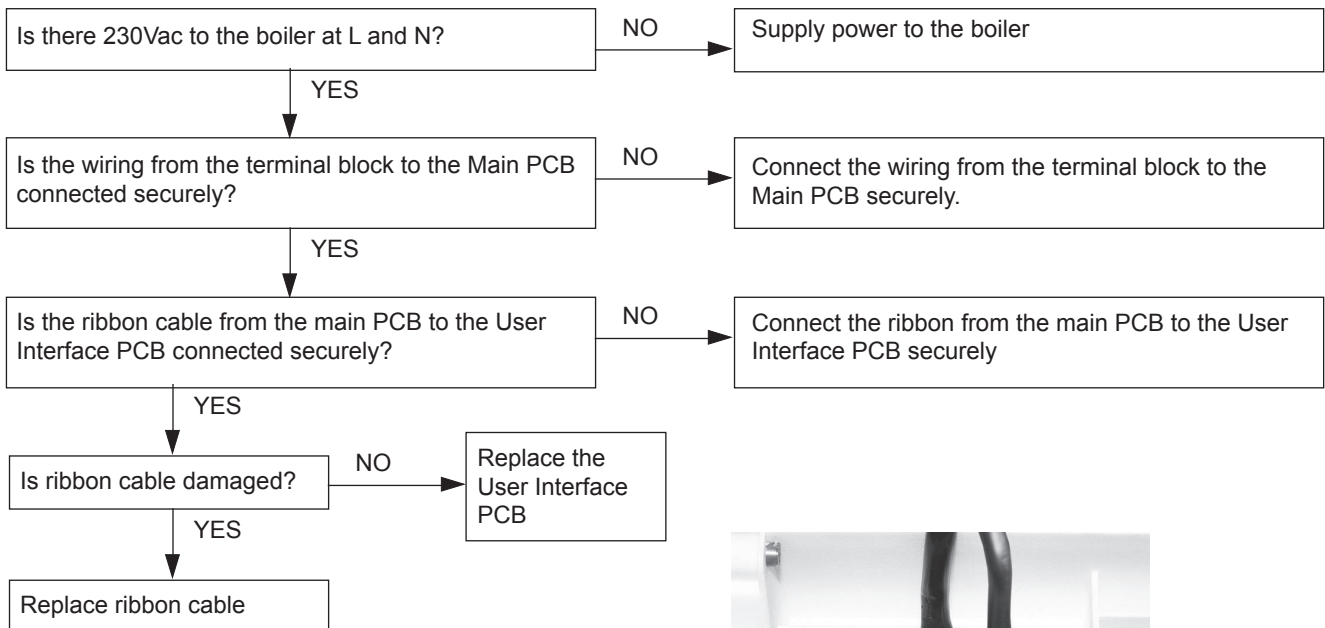 Is there 230Vac to the boiler at L and N?
NO
Supply power to the boiler
YES
Is the wiring from the terminal block to the Main PCB
connected securely?
NO
Connect the wiring from the terminal block to the
Main PCB securely.
YES
Is the ribbon cable from the main PCB to the User
Interface PCB connected securely?
NO
Connect the ribbon from the main PCB to the User
Interface PCB securely
YES
Is ribbon cable damaged?
NO
Replace the
User Interface
PCB
YES
Replace ribbon cable